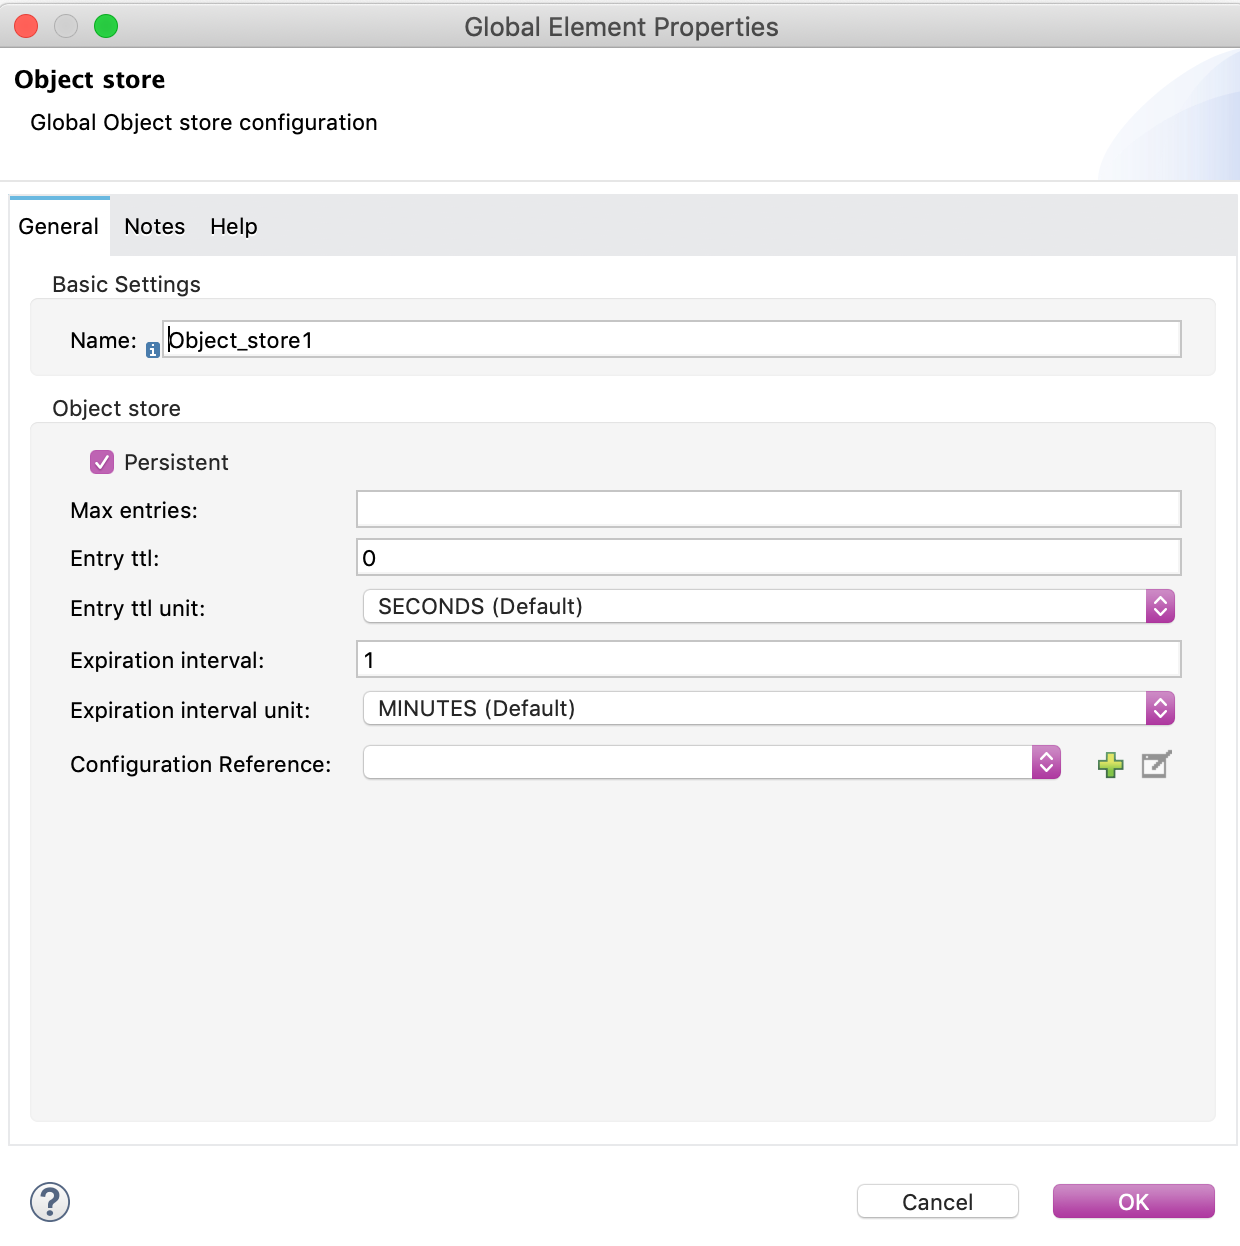 Global Element Properties
Object store
Global Object store configuration
General Notes Help
Basic Settings
Name: Object_store1
Object store
Persistent
Max entries:
Entry ttl: 0
Entry ttl unit: SECONDS (Default)
Expiration interval: 1
Expiration interval unit: MINUTES (Default)
Configuration Reference:
? Cancel OK